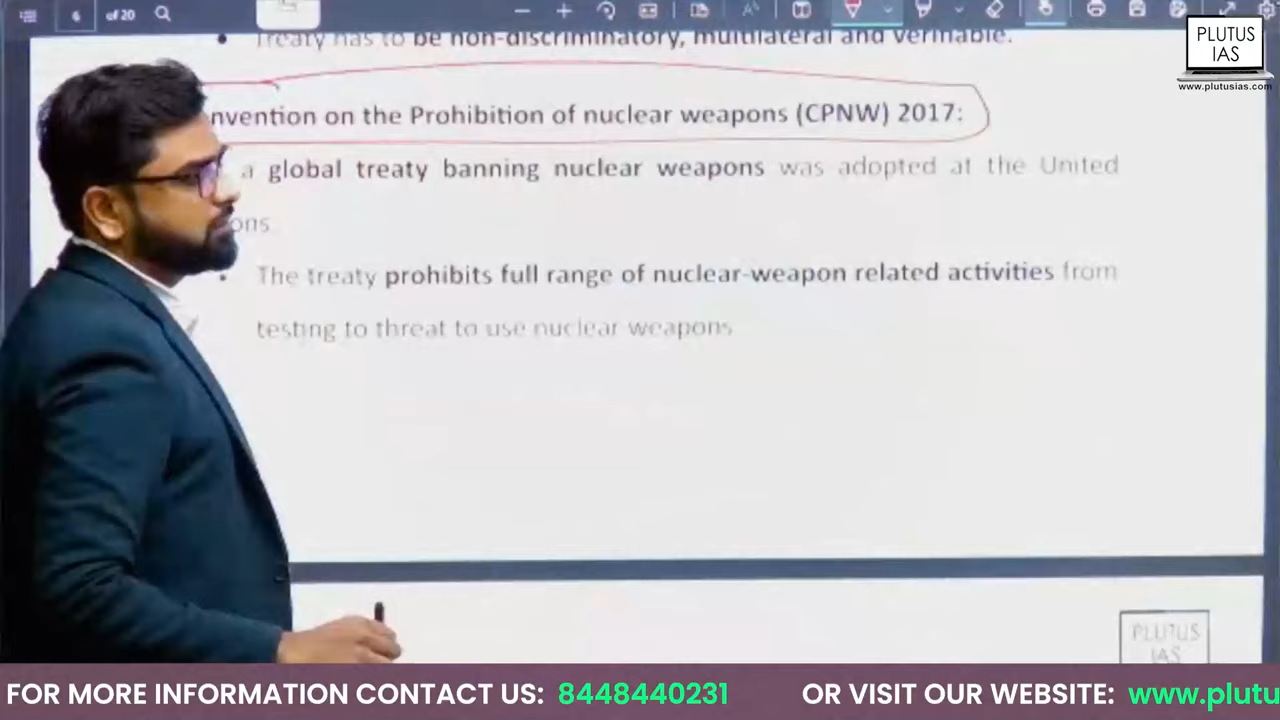 6 of 20
PLUTUS
IAS
www.plutusias.com
Treaty has to be non-discriminatory, multilateral and verifiable.
nvention on the Prohibition of nuclear weapons (CPNW) 2017:
a global treaty banning nuclear weapons was adopted at the United
ons
• The treaty prohibits full range of nuclear-weapon related activities from
testing to threat to use nuclear weapons
PLUTUS
IAS
FOR MORE INFORMATION CONTACT US: 8448440231 OR VISIT OUR WEBSITE: www.plutu